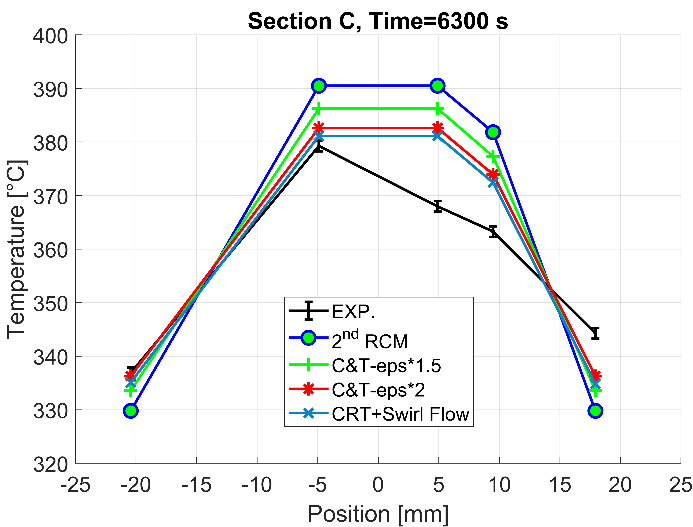 Section C, Time=6300 s
Temperature [°C]
400
390
380
370
360
350
340
330
320
EXP.
2nd RCM
C&T-eps*1.5
C&T-eps*2
CRT+Swirl Flow
-25 -20 -15 -10 -5 0 5 10 15 20 25
Position [mm]